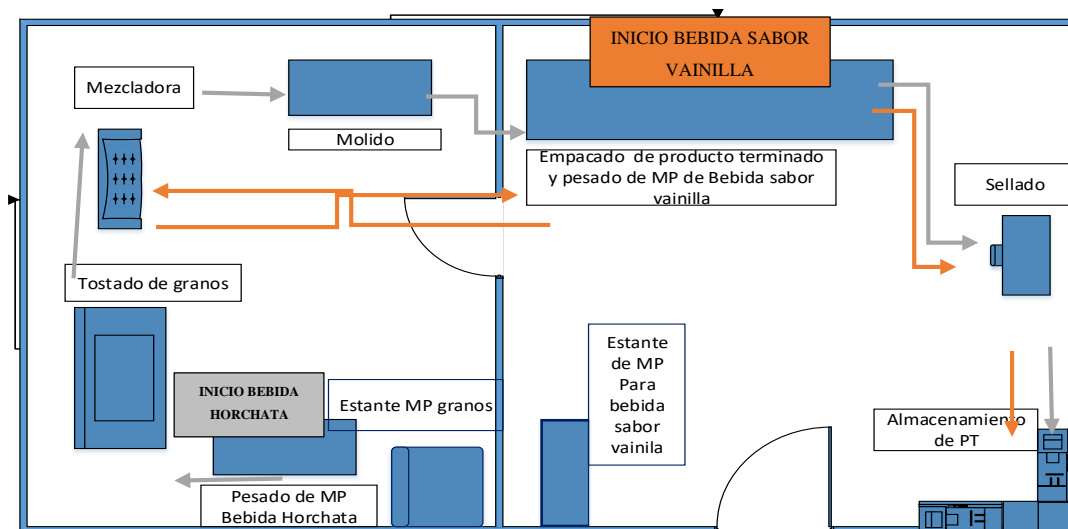 INICIO BEBIDA SABOR
VAINILLA
Mezcladora
Molido
Empacado de producto terminado
y pesado de MP de Bebida sabor
vainilla
Sellado
Tostado de granos
INICIO BEBIDA
HORCHATA
Estante MP granos
Estante
de MP
Para
bebida
sabor
vainila
Almacenamiento
de PT
Pesado de MP
Bebida Horchata